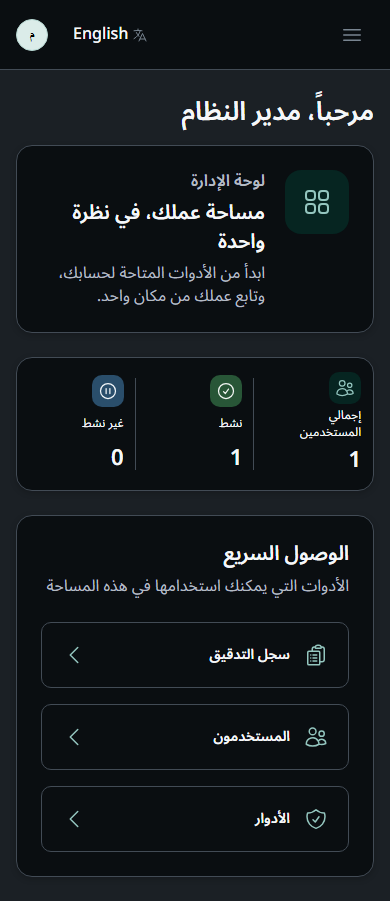 English
م
مرحباً، مدير النظام
لوحة الإدارة
مساحة عملك، في نظرة
واحدة
ابدأ من الأدوات المتاحة لحسابك،
وتابع عملك من مكان واحد.
إجمالي
المستخدمين
1
نشط
1
غير نشط
0
الوصول السريع
الأدوات التي يمكنك استخدامها في هذه المساحة
سجل التدقيق
المستخدمون
الأدوار